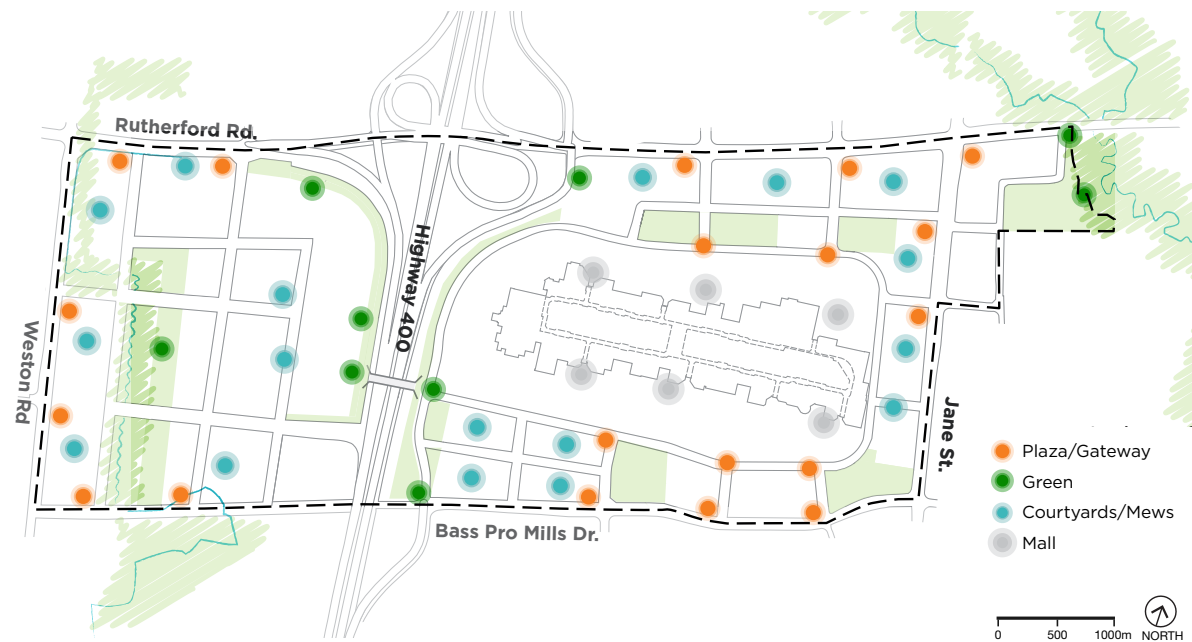 Rutherford Rd.
Highway 400
Weston Rd
Jane St.
Bass Pro Mills Dr.
Plaza/Gateway
Green
Courtyards/Mews
Mall
0 500 1000m
NORTH